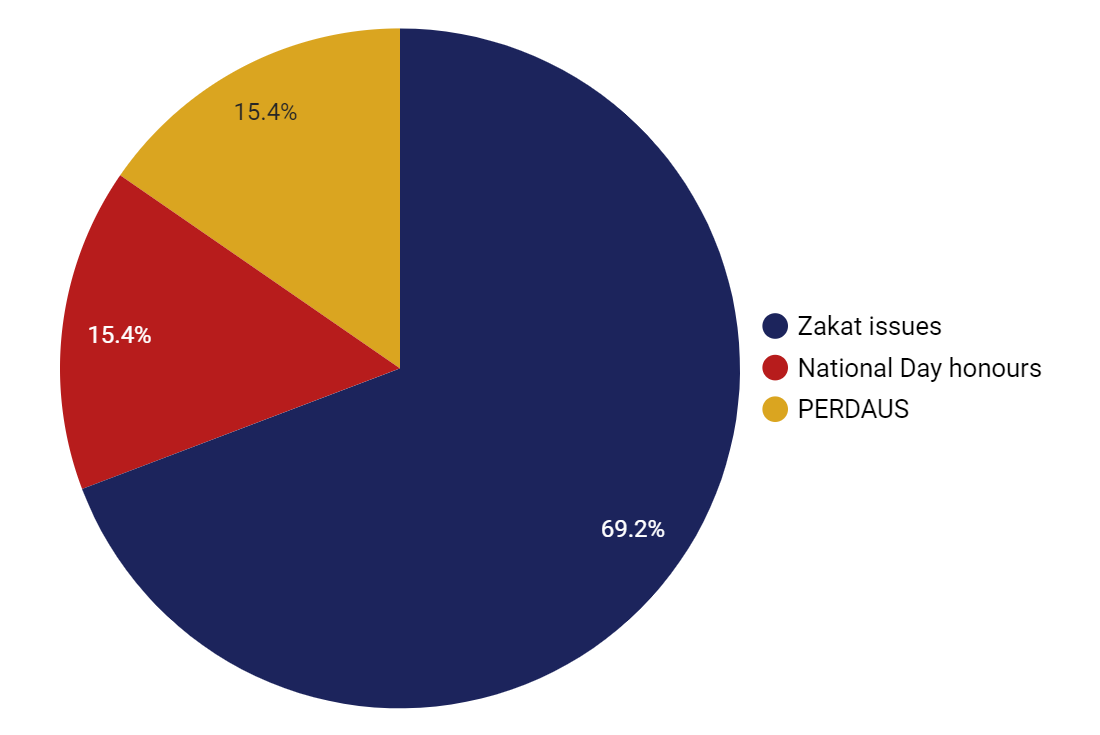 15.4%
15.4%
69.2%
Zakat issues
National Day honours
PERDAUS